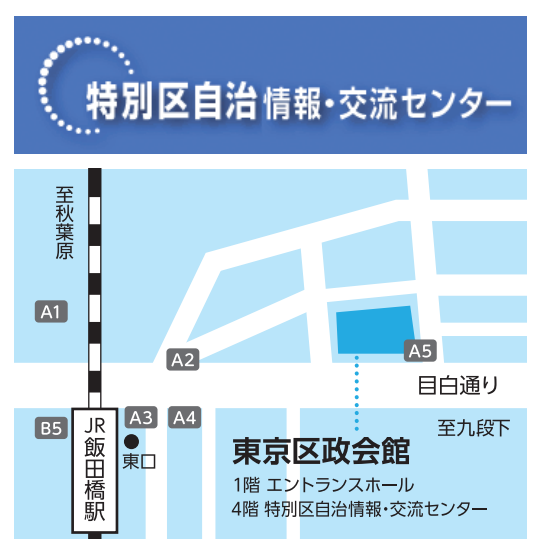 特別区自治情報・交流センター
至秋葉原
A1
A2
A5
目白通り
B5
JR飯田橋駅
A3
A4
東口
至九段下
東京区政会館
1階 エントランスホール
4階 特別区自治情報・交流センター